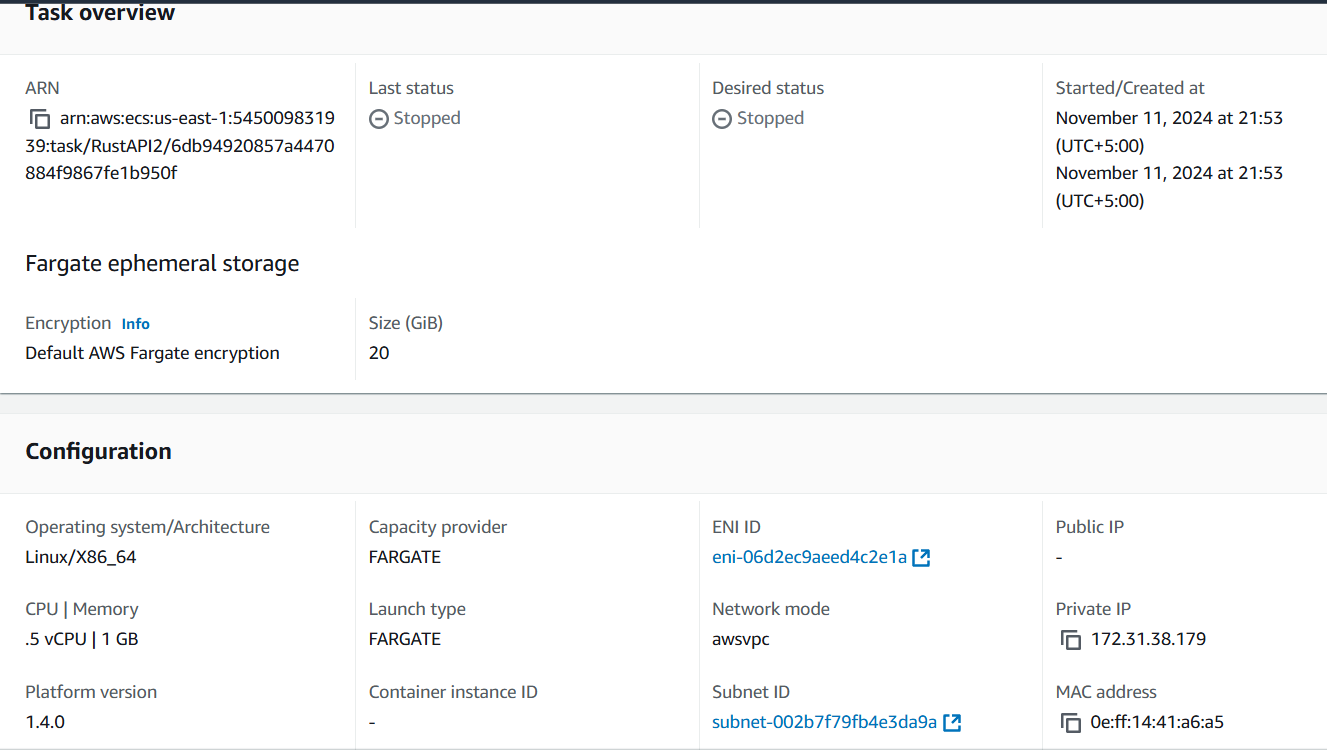 Task overview
ARN
arn:aws:ecs:us-east-1:5450098319
39:task/RustAPI2/6db94920857a4470
884f9867fe1b950f
Last status
Stopped
Desired status
Stopped
Started/Created at
November 11, 2024 at 21:53
(UTC+5:00)
November 11, 2024 at 21:53
(UTC+5:00)
Fargate ephemeral storage
Encryption Info
Default AWS Fargate encryption
Size (GiB)
20
Configuration
Operating system/Architecture
Linux/X86_64
Capacity provider
FARGATE
ENI ID
eni-06d2ec9aeed4c2e1a
Public IP
-
CPU | Memory
.5 vCPU | 1 GB
Launch type
FARGATE
Network mode
awsvpc
Private IP
172.31.38.179
Platform version
1.4.0
Container instance ID
-
Subnet ID
subnet-002b7f79fb4e3da9a
MAC address
0e:ff:14:41:a6:a5